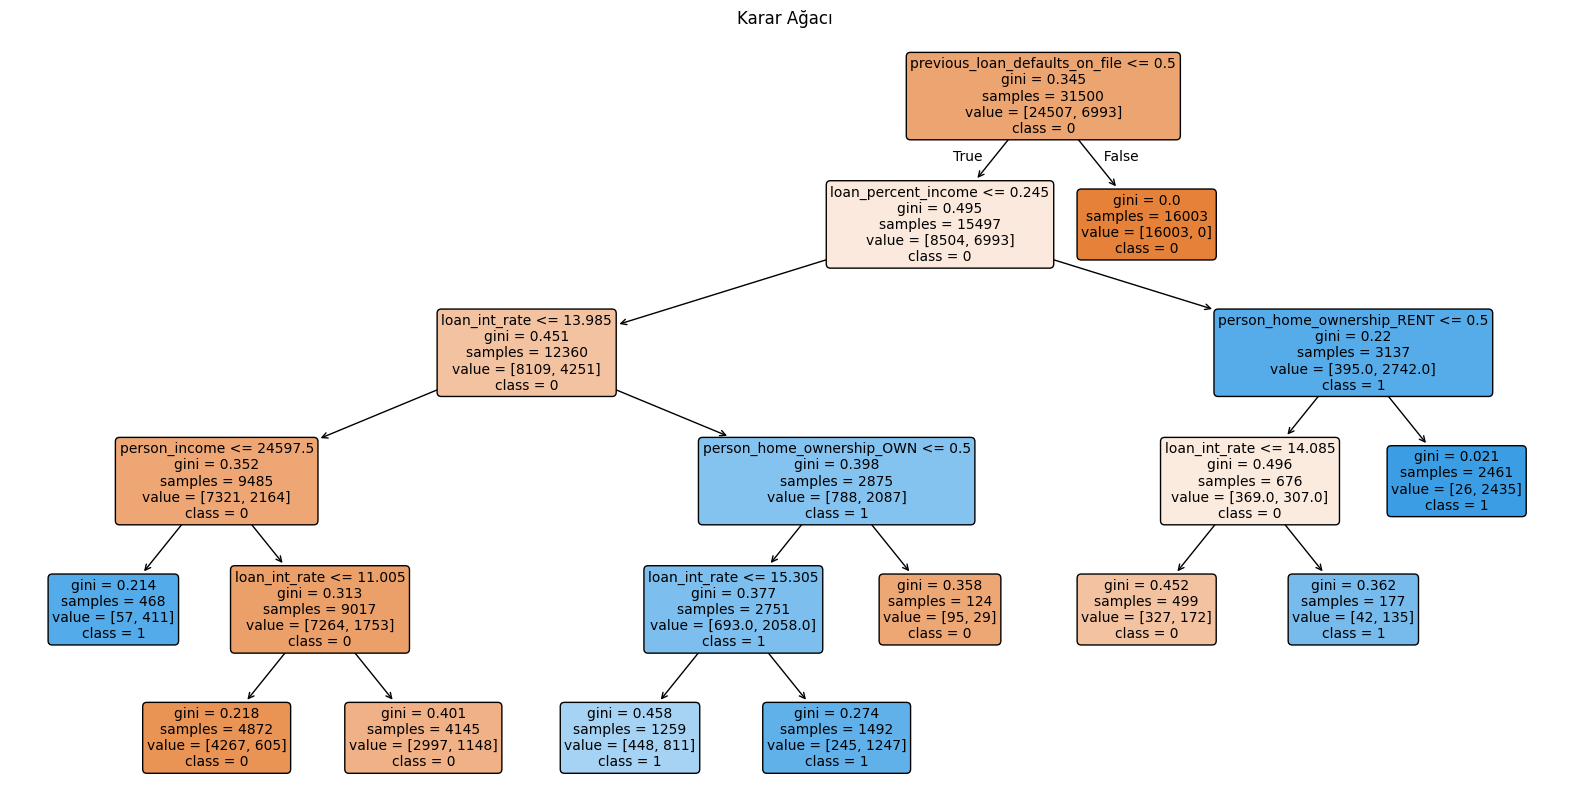 Karar Ağacı
previous_loan_defaults_on_file <= 0.5
gini = 0.345
samples = 31500
value = [24507, 6993]
class = 0
True
False
loan_percent_income <= 0.245
gini = 0.495
samples = 15497
value = [8504, 6993]
class = 0
gini = 0.0
samples = 16003
value = [16003, 0]
class = 0
loan_int_rate <= 13.985
gini = 0.451
samples = 12360
value = [8109, 4251]
class = 0
person_home_ownership_RENT <= 0.5
gini = 0.22
samples = 3137
value = [395.0, 2742.0]
class = 1
person_income <= 24597.5
gini = 0.352
samples = 9485
value = [7321, 2164]
class = 0
person_home_ownership_OWN <= 0.5
gini = 0.398
samples = 2875
value = [788, 2087]
class = 1
loan_int_rate <= 14.085
gini = 0.496
samples = 676
value = [369.0, 307.0]
class = 0
gini = 0.021
samples = 2461
value = [26, 2435]
class = 1
gini = 0.214
samples = 468
value = [57, 411]
class = 1
loan_int_rate <= 11.005
gini = 0.313
samples = 9017
value = [7264, 1753]
class = 0
loan_int_rate <= 15.305
gini = 0.377
samples = 2751
value = [693.0, 2058.0]
class = 1
gini = 0.358
samples = 124
value = [95, 29]
class = 0
gini = 0.452
samples = 499
value = [327, 172]
class = 0
gini = 0.362
samples = 177
value = [42, 135]
class = 1
gini = 0.218
samples = 4872
value = [4267, 605]
class = 0
gini = 0.401
samples = 4145
value = [2997, 1148]
class = 0
gini = 0.458
samples = 1259
value = [448, 811]
class = 1
gini = 0.274
samples = 1492
value = [245, 1247]
class = 1